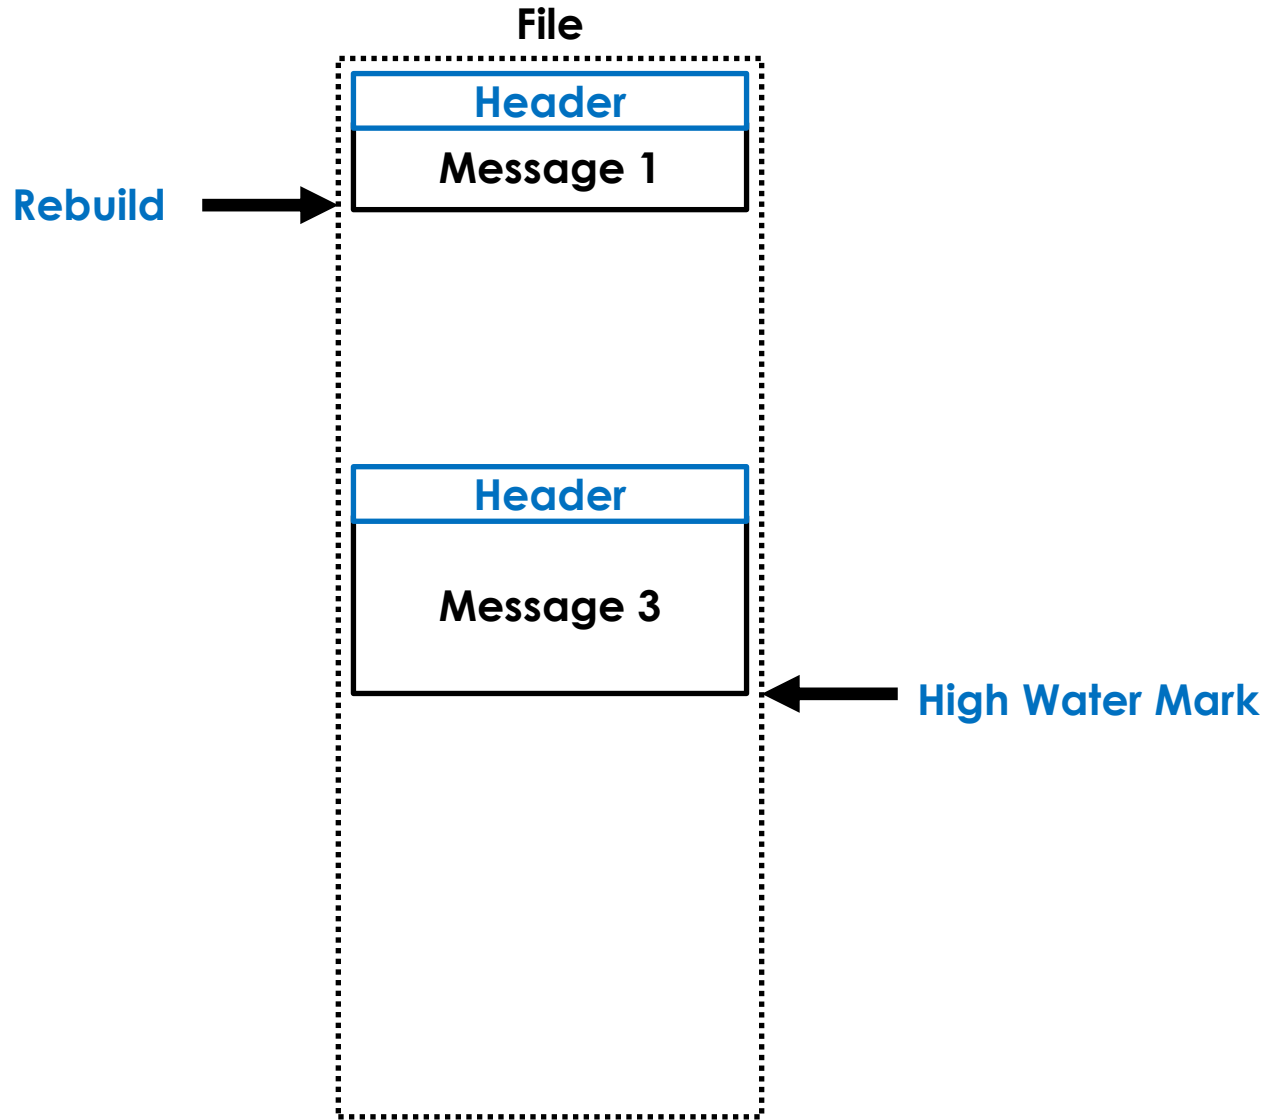 File
Header
Message 1
Rebuild
Header
Message 3
High Water Mark